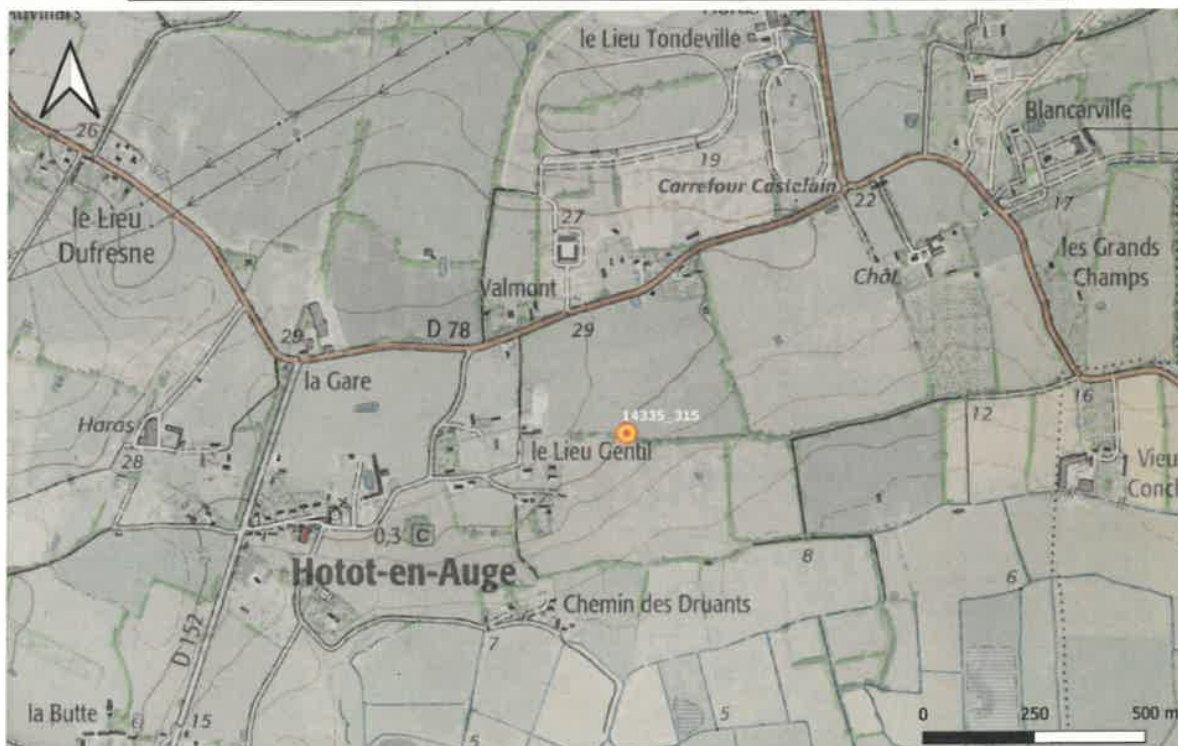 le Lieu Tondeville
26
Blancarville
19
Carrefour Castelain
22
17
27
le Lieu
Dufresne
les Grands
Champs
Chât.
Valmont
29
D 78
29
la Gare
14335_315
12
16
Haras
le Lieu Gentil
28
0,3
C
8
Hotot-en-Auge
6
Chemin des Druants
7
D 152
la Butte
15
5
5
0 250 500 m